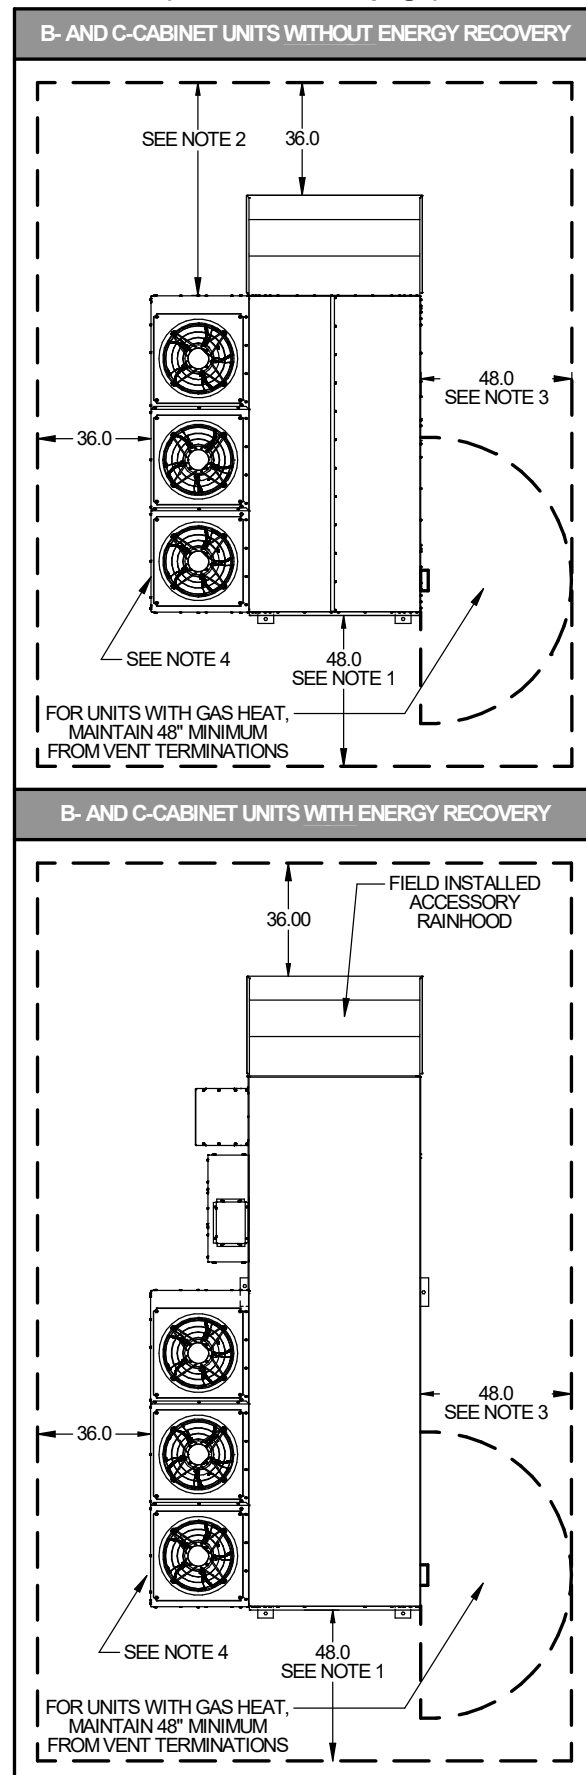 B- AND C-CABINET UNITS WITHOUT ENERGY RECOVERY
SEE NOTE 2
36.0
48.0
SEE NOTE 3
36.0
SEE NOTE 4
48.0
SEE NOTE 1
FOR UNITS WITH GAS HEAT,
MAINTAIN 48" MINIMUM
FROM VENT TERMINATIONS
B- AND C-CABINET UNITS WITH ENERGY RECOVERY
FIELD INSTALLED
ACCESSORY
RAINHOOD
36.00
48.0
SEE NOTE 3
36.0
SEE NOTE 4
48.0
SEE NOTE 1
FOR UNITS WITH GAS HEAT,
MAINTAIN 48" MINIMUM
FROM VENT TERMINATIONS